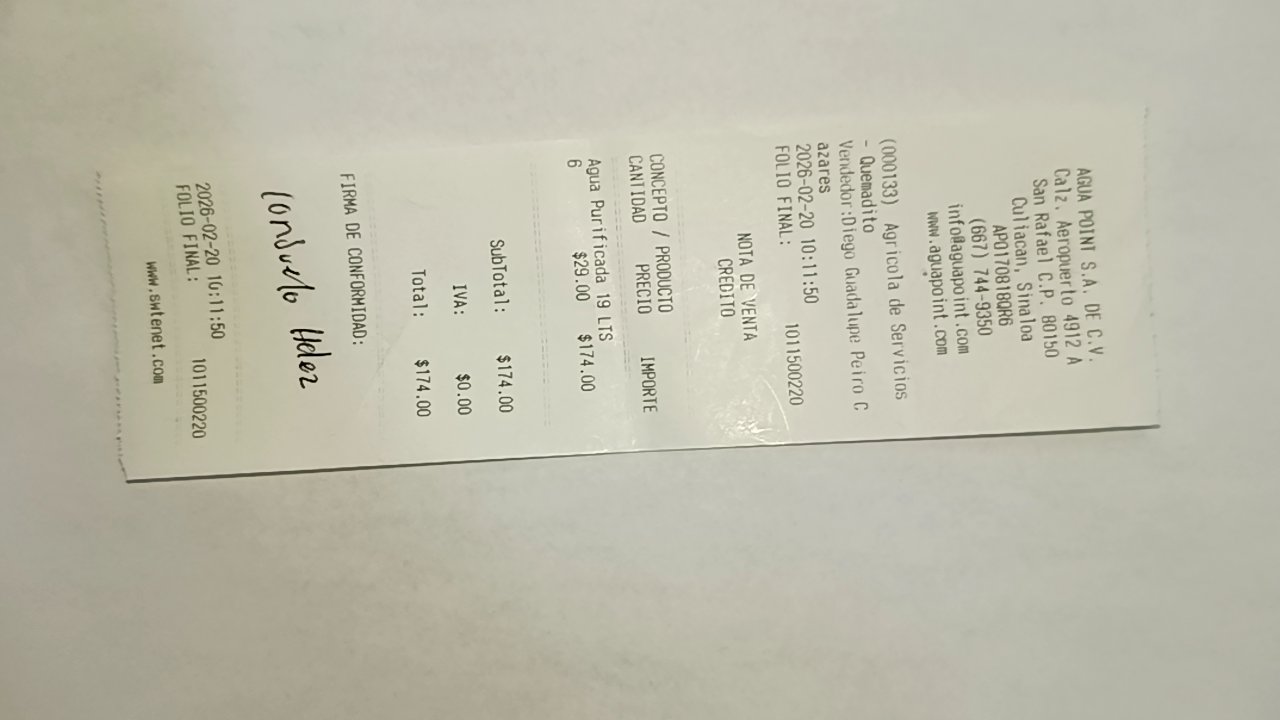 AGUA POINT S.A. DE C.V.
Calz. Aeropuerto 4912 A
San Rafael C.P. 80150
Culiacan, Sinaloa
APO170818QR6
(667) 744-9350
info@aguapoint.com
www.aguapoint.com
(000133) Agricola de Servicios
- Quemadito
Vendedor:Diego Guadalupe Peiro C
azares
2026-02-20 10:11:50
FOLIO FINAL: 1011500220
NOTA DE VENTA
CREDITO
CONCEPTO / PRODUCTO
CANTIDAD PRECIO IMPORTE
Agua Purificada 19 LTS
6 $29.00 $174.00
SubTotal: $174.00
IVA: $0.00
Total: $174.00
FIRMA DE CONFORMIDAD:
Consuelo Hdez
2026-02-20 10:11:50
FOLIO FINAL: 1011500220
www.swtenet.com